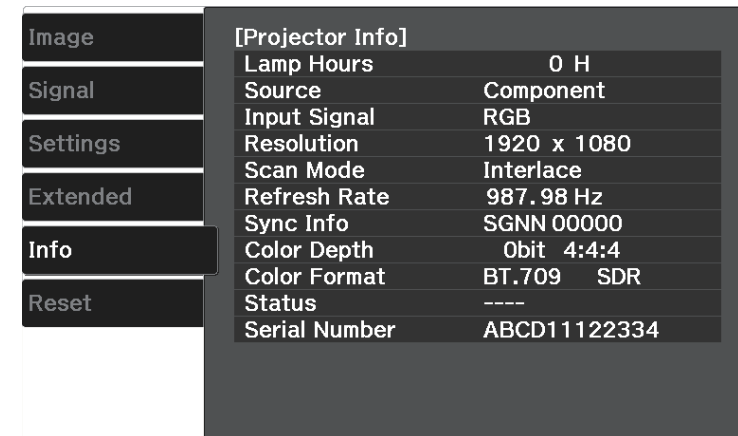 Image
Signal
Settings
Extended
Info
Reset
[Projector Info]
Lamp Hours 0 H
Source Component
Input Signal RGB
Resolution 1920 x 1080
Scan Mode Interlace
Refresh Rate 987.98 Hz
Sync Info SGNN 00000
Color Depth 0bit 4:4:4
Color Format BT.709 SDR
Status ----
Serial Number ABCD11122334